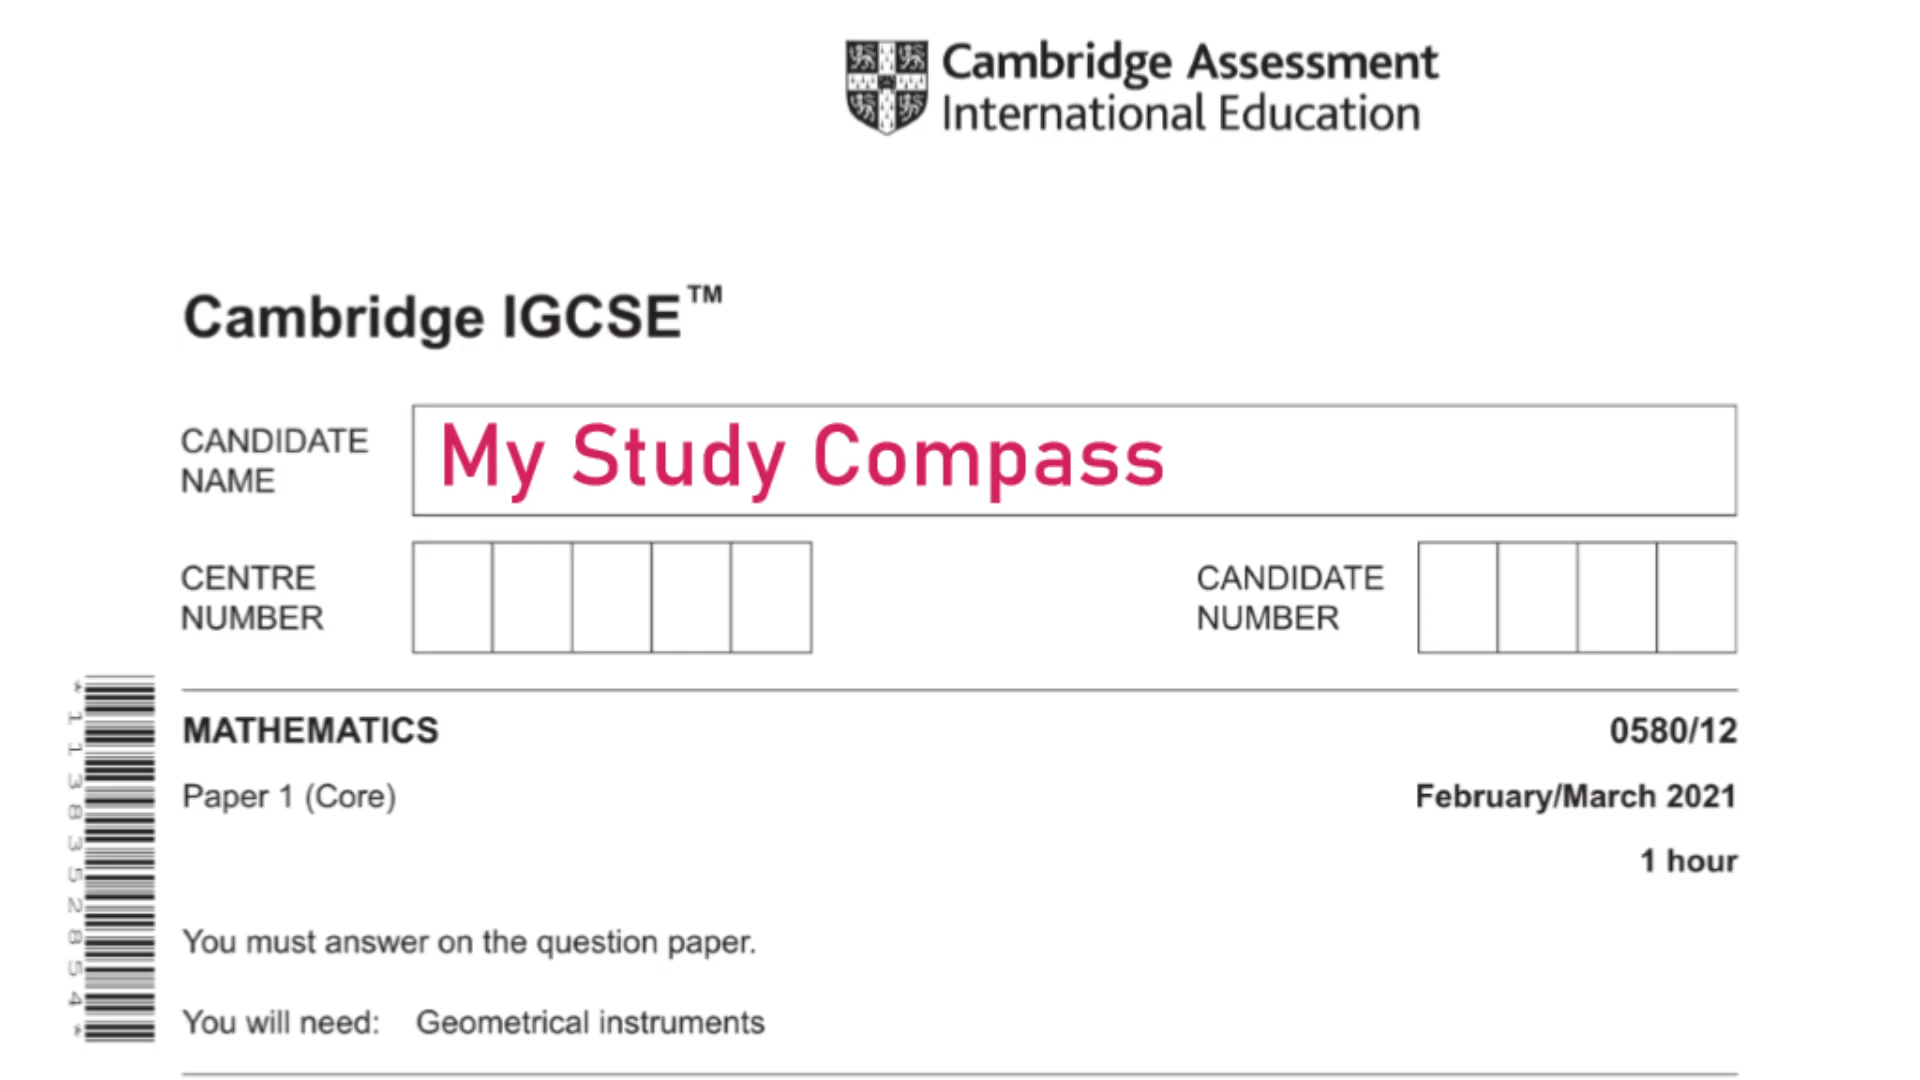 Cambridge Assessment
International Education
Cambridge IGCSE™
CANDIDATE
NAME
My Study Compass
CENTRE
NUMBER
CANDIDATE
NUMBER
MATHEMATICS 0580/12
Paper 1 (Core) February/March 2021
1 hour
You must answer on the question paper.
You will need: Geometrical instruments
*1138352854*